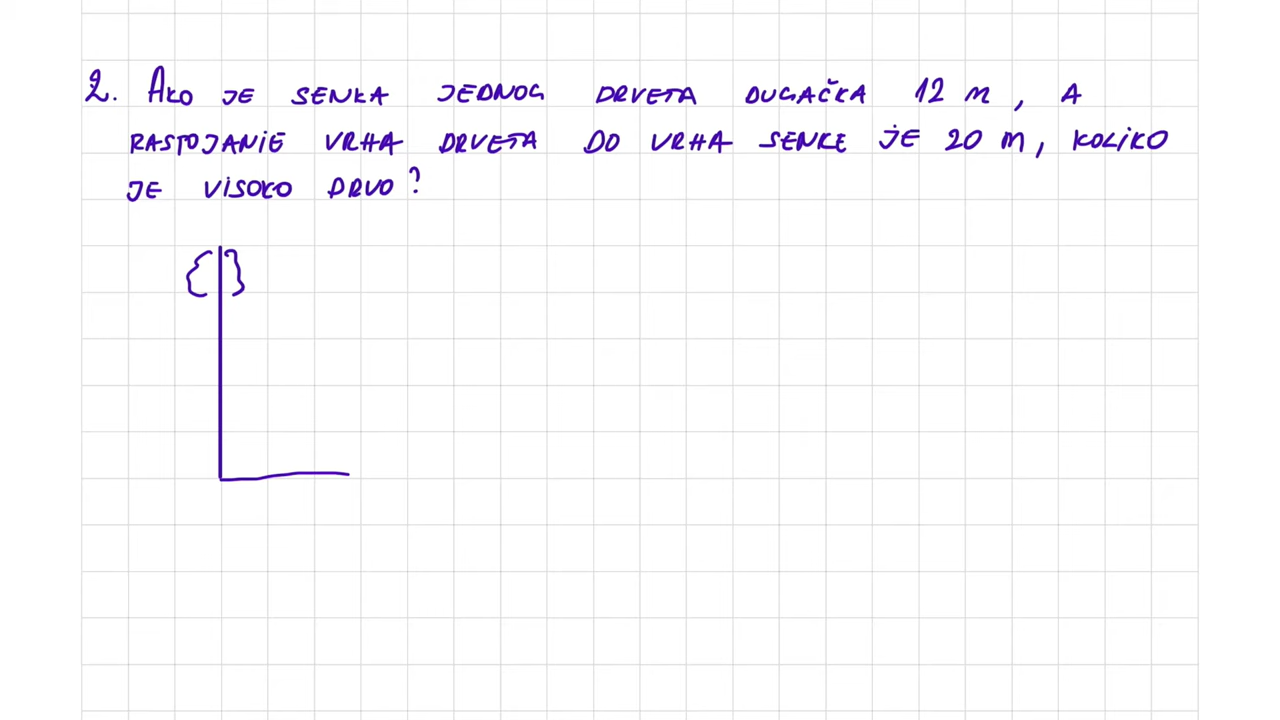 2. AKO JE SENKA JEDNOG DRVETA DUGAČKA 12 m, A
RASTOJANJE VRHA DRVETA DO VRHA SENKE JE 20 m, KOLIKO
JE VISOKO DRVO?